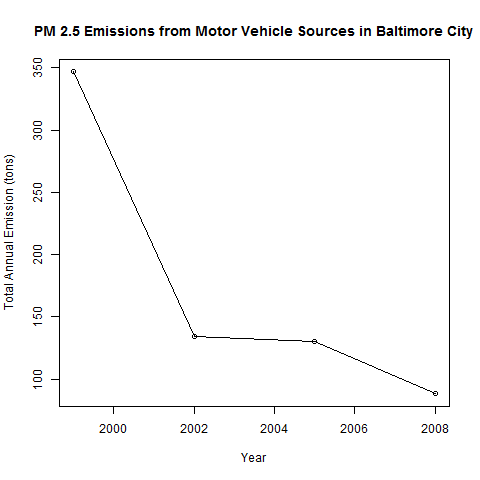 PM 2.5 Emissions from Motor Vehicle Sources in Baltimore City
Total Annual Emission (tons)
350
300
250
200
150
100
2000 2002 2004 2006 2008
Year